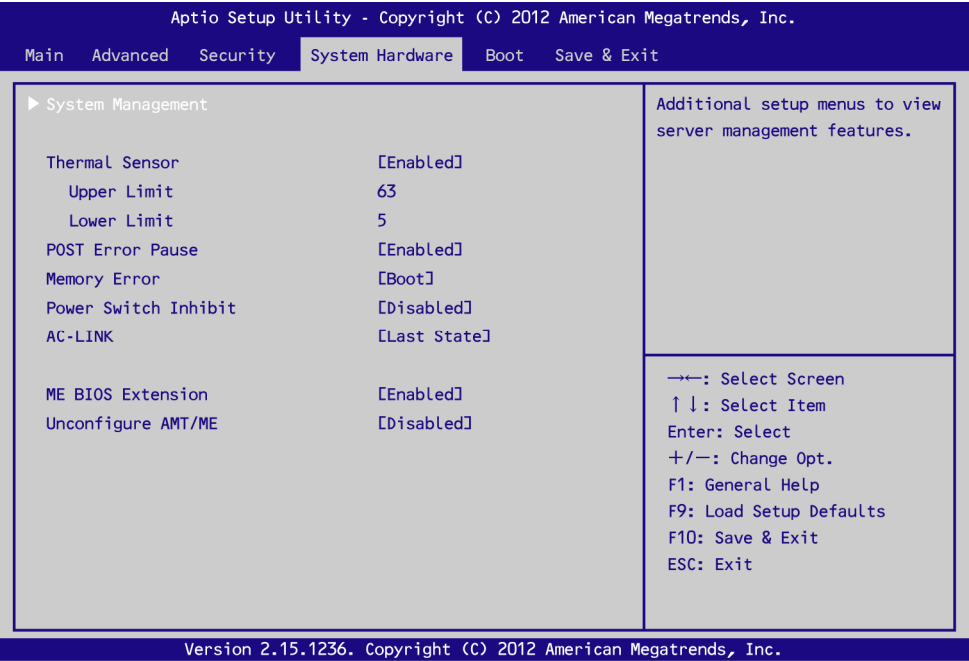 Aptio Setup Utility - Copyright (C) 2012 American Megatrends, Inc.
Main Advanced Security System Hardware Boot Save & Exit
▶ System Management
Thermal Sensor [Enabled]
Upper Limit 63
Lower Limit 5
POST Error Pause [Enabled]
Memory Error [Boot]
Power Switch Inhibit [Disabled]
AC-LINK [Last State]
ME BIOS Extension [Enabled]
Unconfigure AMT/ME [Disabled]
Additional setup menus to view
server management features.
→←: Select Screen
↑↓: Select Item
Enter: Select
+/-: Change Opt.
F1: General Help
F9: Load Setup Defaults
F10: Save & Exit
ESC: Exit
Version 2.15.1236. Copyright (C) 2012 American Megatrends, Inc.